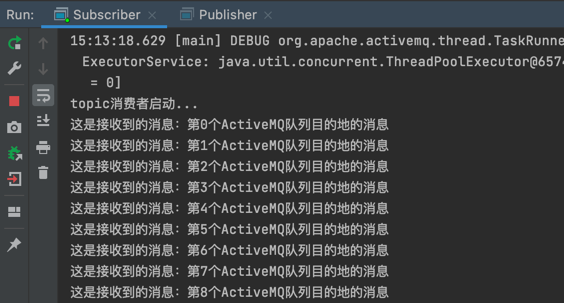 Run: Subscriber × Publisher ×
15:13:18.629 [main] DEBUG org.apache.activemq.thread.TaskRunne
ExecutorService: java.util.concurrent.ThreadPoolExecutor@6574
= 0]
topic消费者启动...
这是接收到的消息：第0个ActiveMQ队列目的地的消息
这是接收到的消息：第1个ActiveMQ队列目的地的消息
这是接收到的消息：第2个ActiveMQ队列目的地的消息
这是接收到的消息：第3个ActiveMQ队列目的地的消息
这是接收到的消息：第4个ActiveMQ队列目的地的消息
这是接收到的消息：第5个ActiveMQ队列目的地的消息
这是接收到的消息：第6个ActiveMQ队列目的地的消息
这是接收到的消息：第7个ActiveMQ队列目的地的消息
这是接收到的消息：第8个ActiveMQ队列目的地的消息